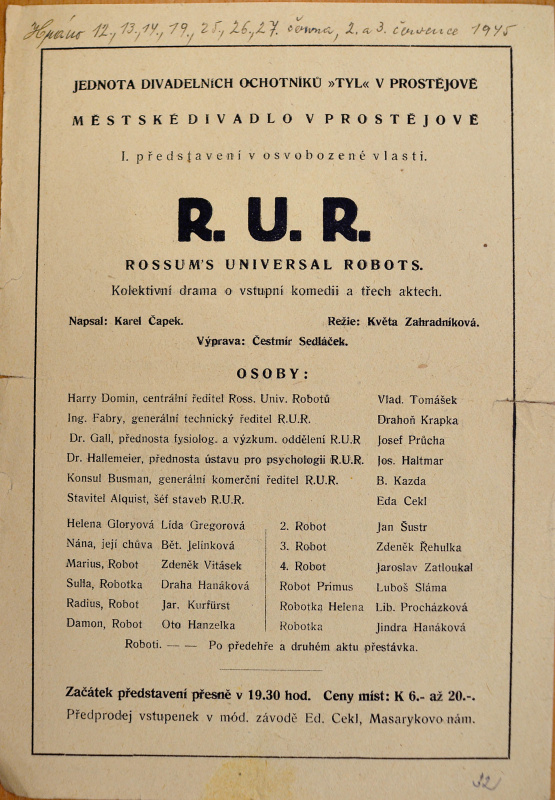 Hráno 12., 13., 14., 19., 25., 26., 27. června, 2. a 3. července 1945
JEDNOTA DIVADELNÍCH OCHOTNÍKŮ »TYL« V PROSTĚJOVĚ
MĚSTSKÉ DIVADLO V PROSTĚJOVĚ
I. představení v osvobozené vlasti.
R. U. R.
ROSSUM'S UNIVERSAL ROBOTS.
Kolektivní drama o vstupní komedii a třech aktech.
Napsal: Karel Čapek. Režie: Květa Zahradníková.
Výprava: Čestmír Sedláček.
OSOBY:
Harry Domin, centrální ředitel Ross. Univ. Robotů Vlad. Tomášek
Ing. Fabry, generální technický ředitel R.U.R. Drahoň Krapka
Dr. Gall, přednosta fysiolog. a výzkum. oddělení R.U.R Josef Průcha
Dr. Hallemeier, přednosta ústavu pro psychologii R.U.R. Jos. Haltmar
Konsul Busman, generální komerční ředitel R.U.R. B. Kazda
Stavitel Alquist, šéf staveb R.U.R. Eda Cekl
Helena Gloryová Lída Gregorová 2. Robot Jan Šustr
Nána, její chůva Bět. Jelínková 3. Robot Zdeněk Řehulka
Marius, Robot Zdeněk Vitásek 4. Robot Jaroslav Zatloukal
Sulla, Robotka Draha Hanáková Robot Primus Luboš Sláma
Radius, Robot Jar. Kurfürst Robotka Helena Lib. Procházková
Damon, Robot Oto Hanzelka Robotka Jindra Hanáková
Roboti. — — Po předehře a druhém aktu přestávka.
Začátek představení přesně v 19.30 hod. Ceny míst: K 6.- až 20.-.
Předprodej vstupenek v mód. závodě Ed. Cekl, Masarykovo nám.
32